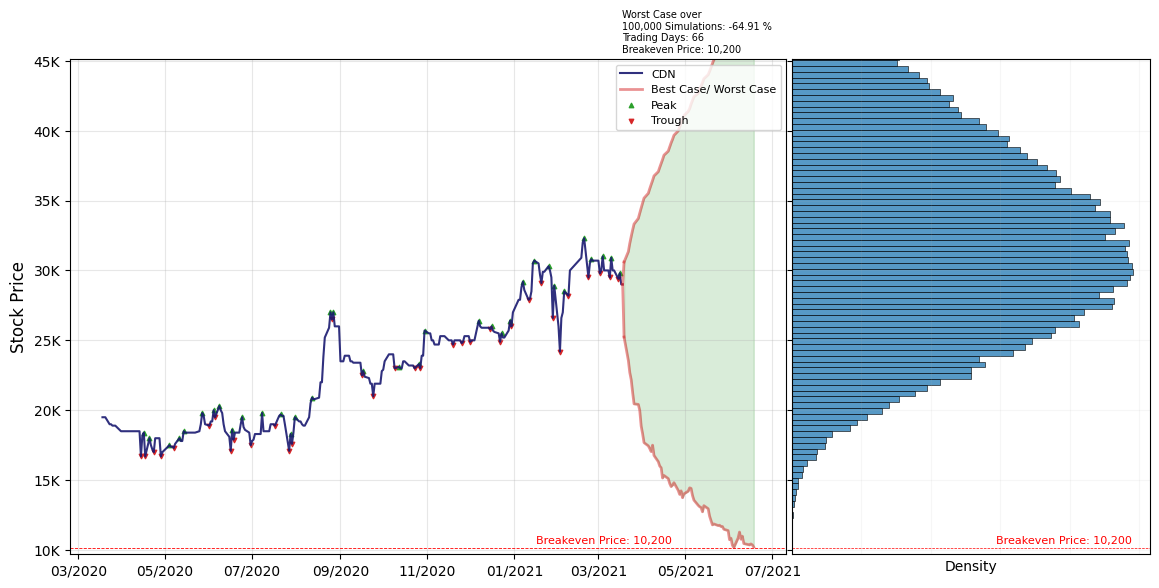 Worst Case over
100,000 Simulations: -64.91 %
Trading Days: 66
Breakeven Price: 10,200
45K
40K
35K
30K
25K
20K
15K
10K
Stock Price
CDN
Best Case/ Worst Case
Peak
Trough
Breakeven Price: 10,200
Breakeven Price: 10,200
03/2020
05/2020
07/2020
09/2020
11/2020
01/2021
03/2021
05/2021
07/2021
Density